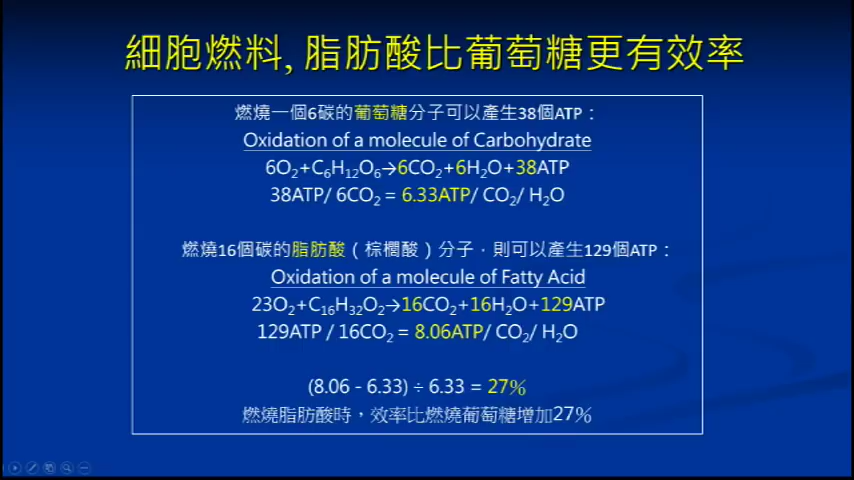 細胞燃料, 脂肪酸比葡萄糖更有效率
燃燒一個6碳的葡萄糖分子可以產生38個ATP：
Oxidation of a molecule of Carbohydrate
6O₂+C₆H₁₂O₆→6CO₂+6H₂O+38ATP
38ATP/ 6CO₂ = 6.33ATP/ CO₂/ H₂O
燃燒16個碳的脂肪酸（棕櫚酸）分子，則可以產生129個ATP：
Oxidation of a molecule of Fatty Acid
23O₂+C₁₆H₃₂O₂→16CO₂+16H₂O+129ATP
129ATP / 16CO₂ = 8.06ATP/ CO₂/ H₂O
(8.06 - 6.33) ÷ 6.33 = 27%
燃燒脂肪酸時，效率比燃燒葡萄糖增加27%